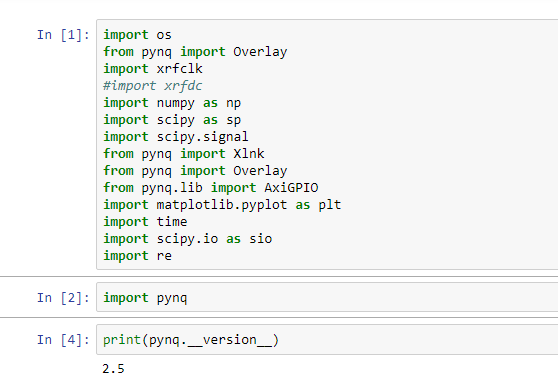 In [1]: import os
from pynq import Overlay
import xrfclk
#import xrfdc
import numpy as np
import scipy as sp
import scipy.signal
from pynq import Xlnk
from pynq import Overlay
from pynq.lib import AxiGPIO
import matplotlib.pyplot as plt
import time
import scipy.io as sio
import re
In [2]: import pynq
In [4]: print(pynq.__version__)
2.5